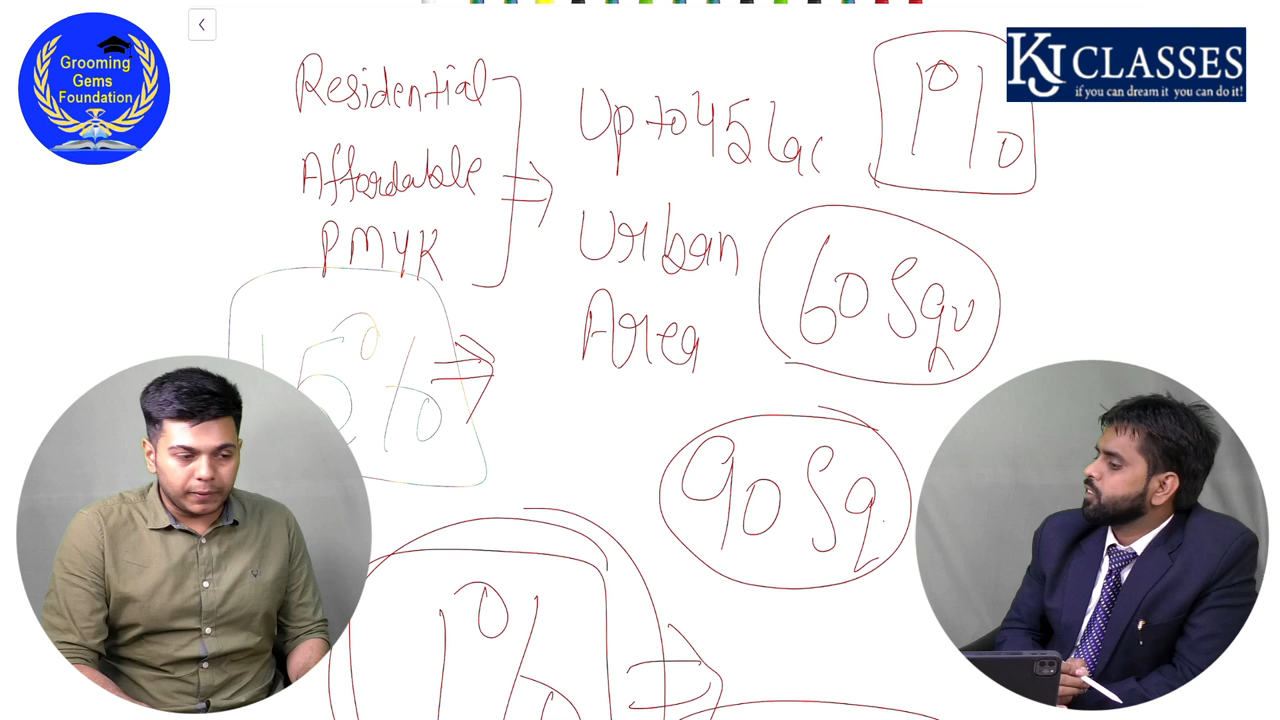 Grooming
Gems
Foundation
KJ CLASSES
if you can dream it you can do it!
Residential
Affordable
PMYK
Up to 45 Lac
1%
Urban
Area
60 Squ
15%
90 Sq.
1%